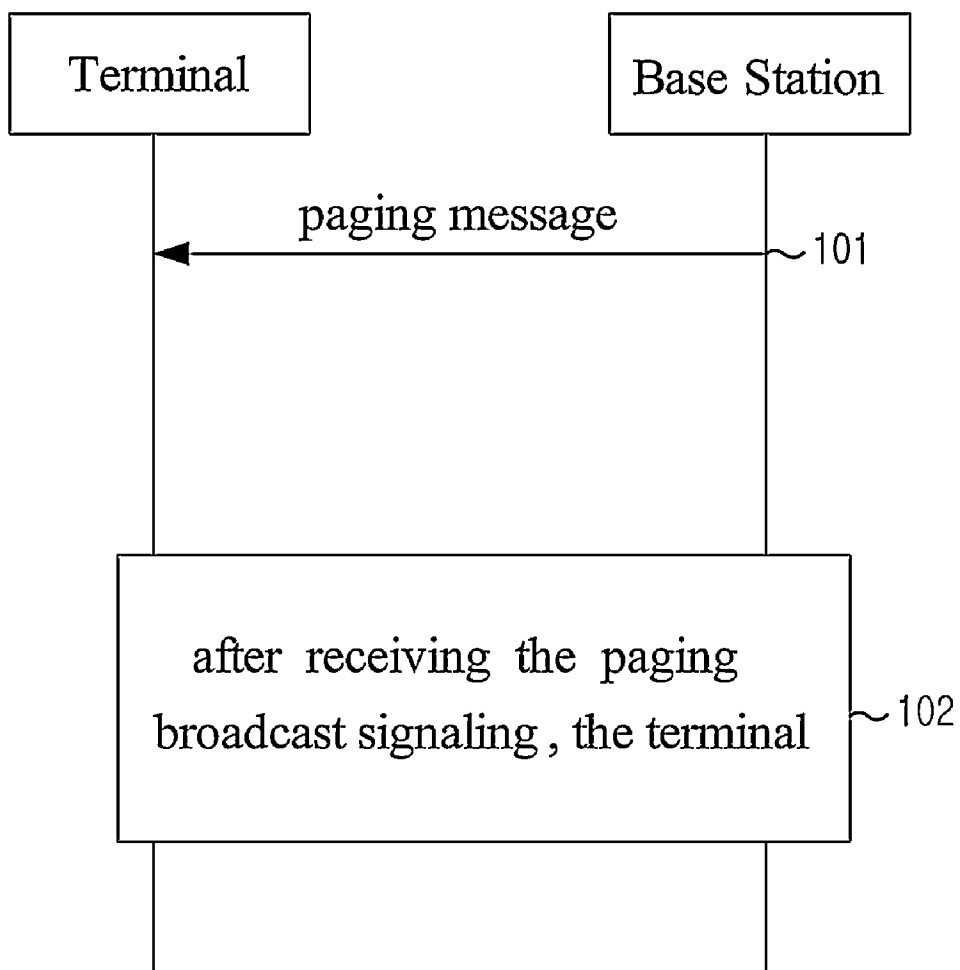 Terminal
Base Station
paging message
101
after receiving the paging
broadcast signaling, the terminal
102